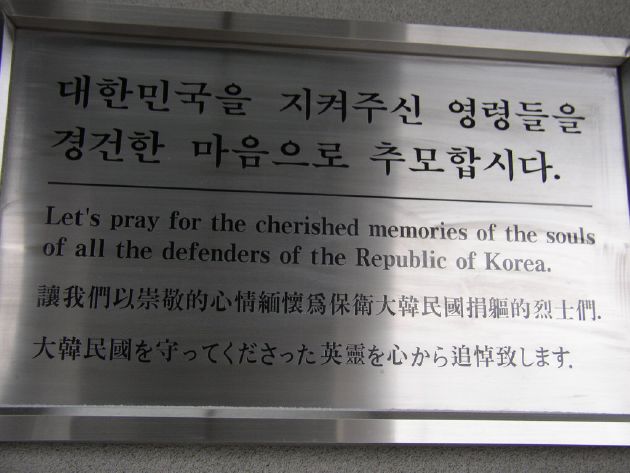 대한민국을 지켜주신 영령들을
경건한 마음으로 추모합시다.
Let's pray for the cherished memories of the souls
of all the defenders of the Republic of Korea.
讓我們以崇敬的心情緬懷爲保衛大韓民國捐軀的烈士們.
大韓民國を守ってくださった英靈を心から追悼致します.